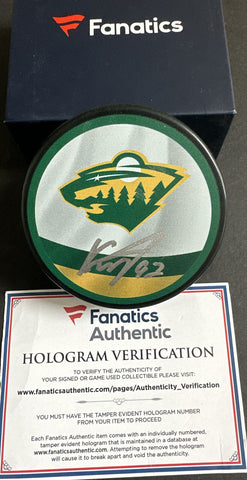 Fanatics
92
Fanatics
Authentic
HOLOGRAM VERIFICATION
TO VERIFY THE AUTHENTICITY OF
YOUR SIGNED OR GAME USED COLLECTIBLE PLEASE VISIT:
www.fanaticsauthentic.com/pages/Authenticity_Verification
YOU MUST HAVE THE TAMPER EVIDENT HOLOGRAM NUMBER
FROM YOUR ITEM TO PROCEED
Each Fanatics Authentic item comes with an individually numbered,
tamper evident hologram that is maintained in a database at
www.fanaticsauthentic.com. Attempting to remove the hologram
will cause it to break apart and void the authenticity.